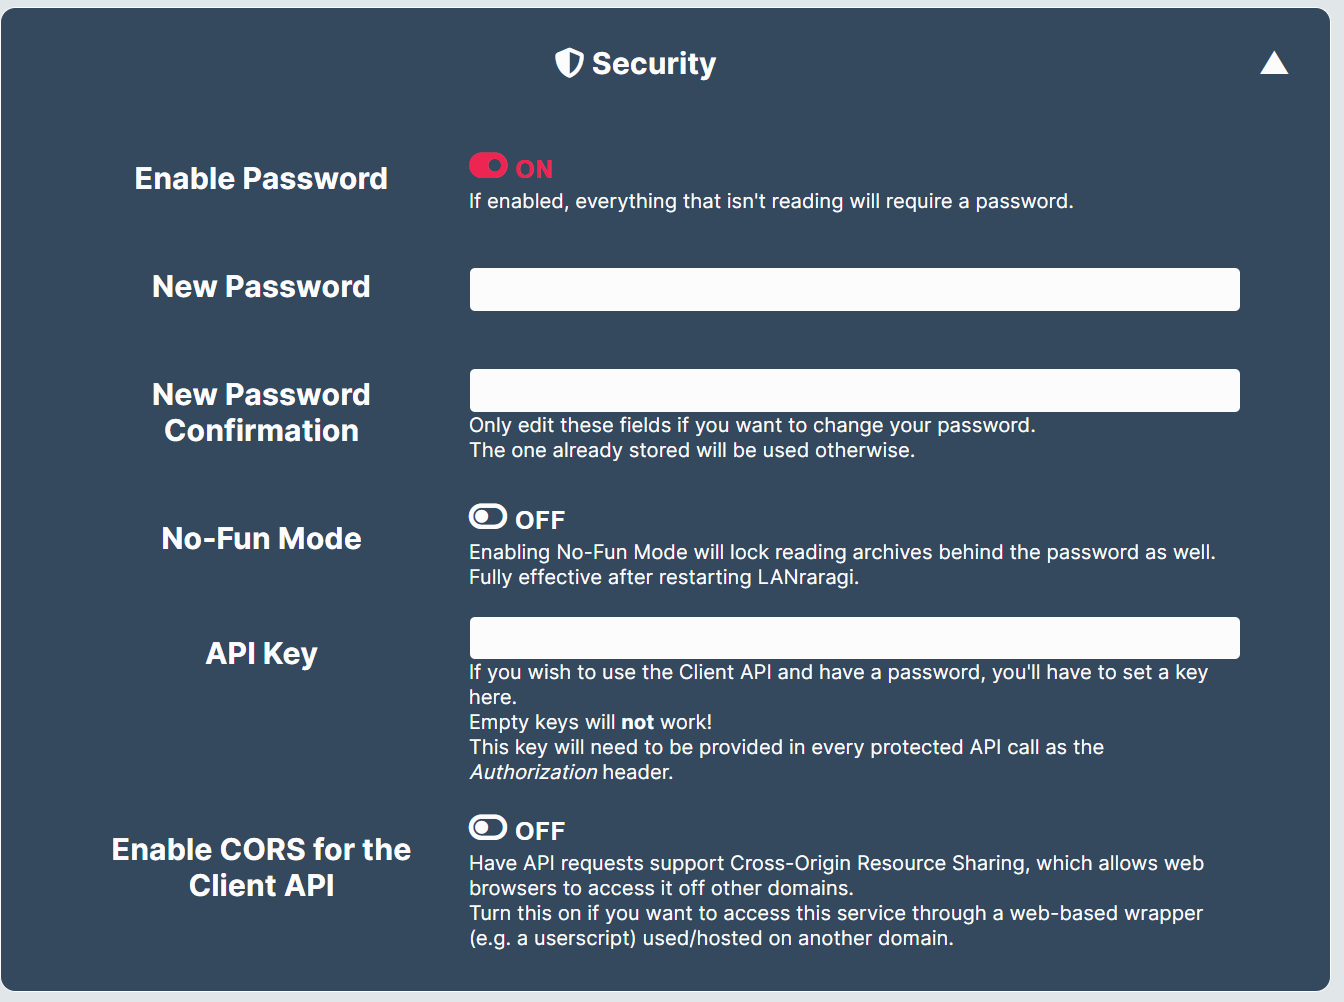 Security
Enable Password
ON
If enabled, everything that isn't reading will require a password.
New Password
New Password
Confirmation
Only edit these fields if you want to change your password.
The one already stored will be used otherwise.
No-Fun Mode
OFF
Enabling No-Fun Mode will lock reading archives behind the password as well.
Fully effective after restarting LANraragi.
API Key
If you wish to use the Client API and have a password, you'll have to set a key
here.
Empty keys will not work!
This key will need to be provided in every protected API call as the
Authorization header.
Enable CORS for the
Client API
OFF
Have API requests support Cross-Origin Resource Sharing, which allows web
browsers to access it off other domains.
Turn this on if you want to access this service through a web-based wrapper
(e.g. a userscript) used/hosted on another domain.